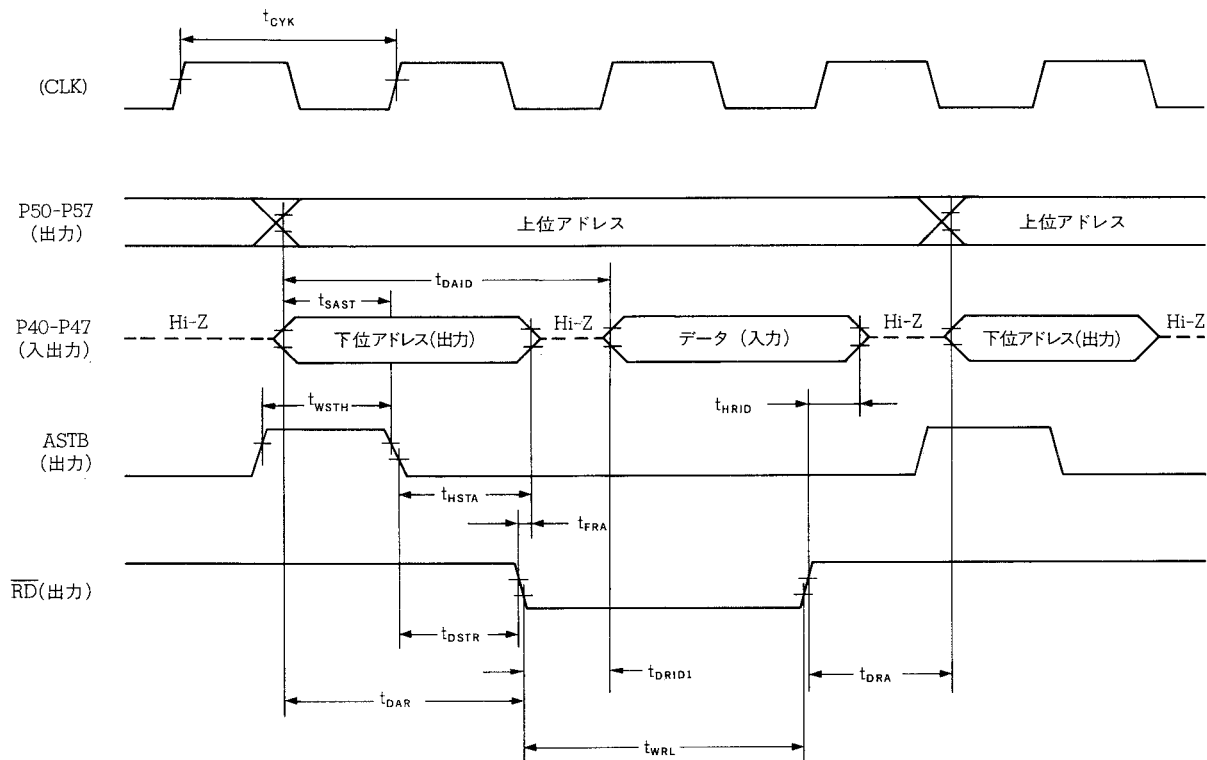 tCYK
(CLK)
P50-P57
(出力)
上位アドレス
上位アドレス
tDAID
tSAST
P40-P47
(入出力)
Hi-Z
下位アドレス(出力)
Hi-Z
データ (入力)
Hi-Z
下位アドレス(出力)
Hi-Z
tWSTH
tHRID
ASTB
(出力)
tHSTA
tFRA
RD(出力)
tDSTR
tDRID1
tDRA
tDAR
tWRL